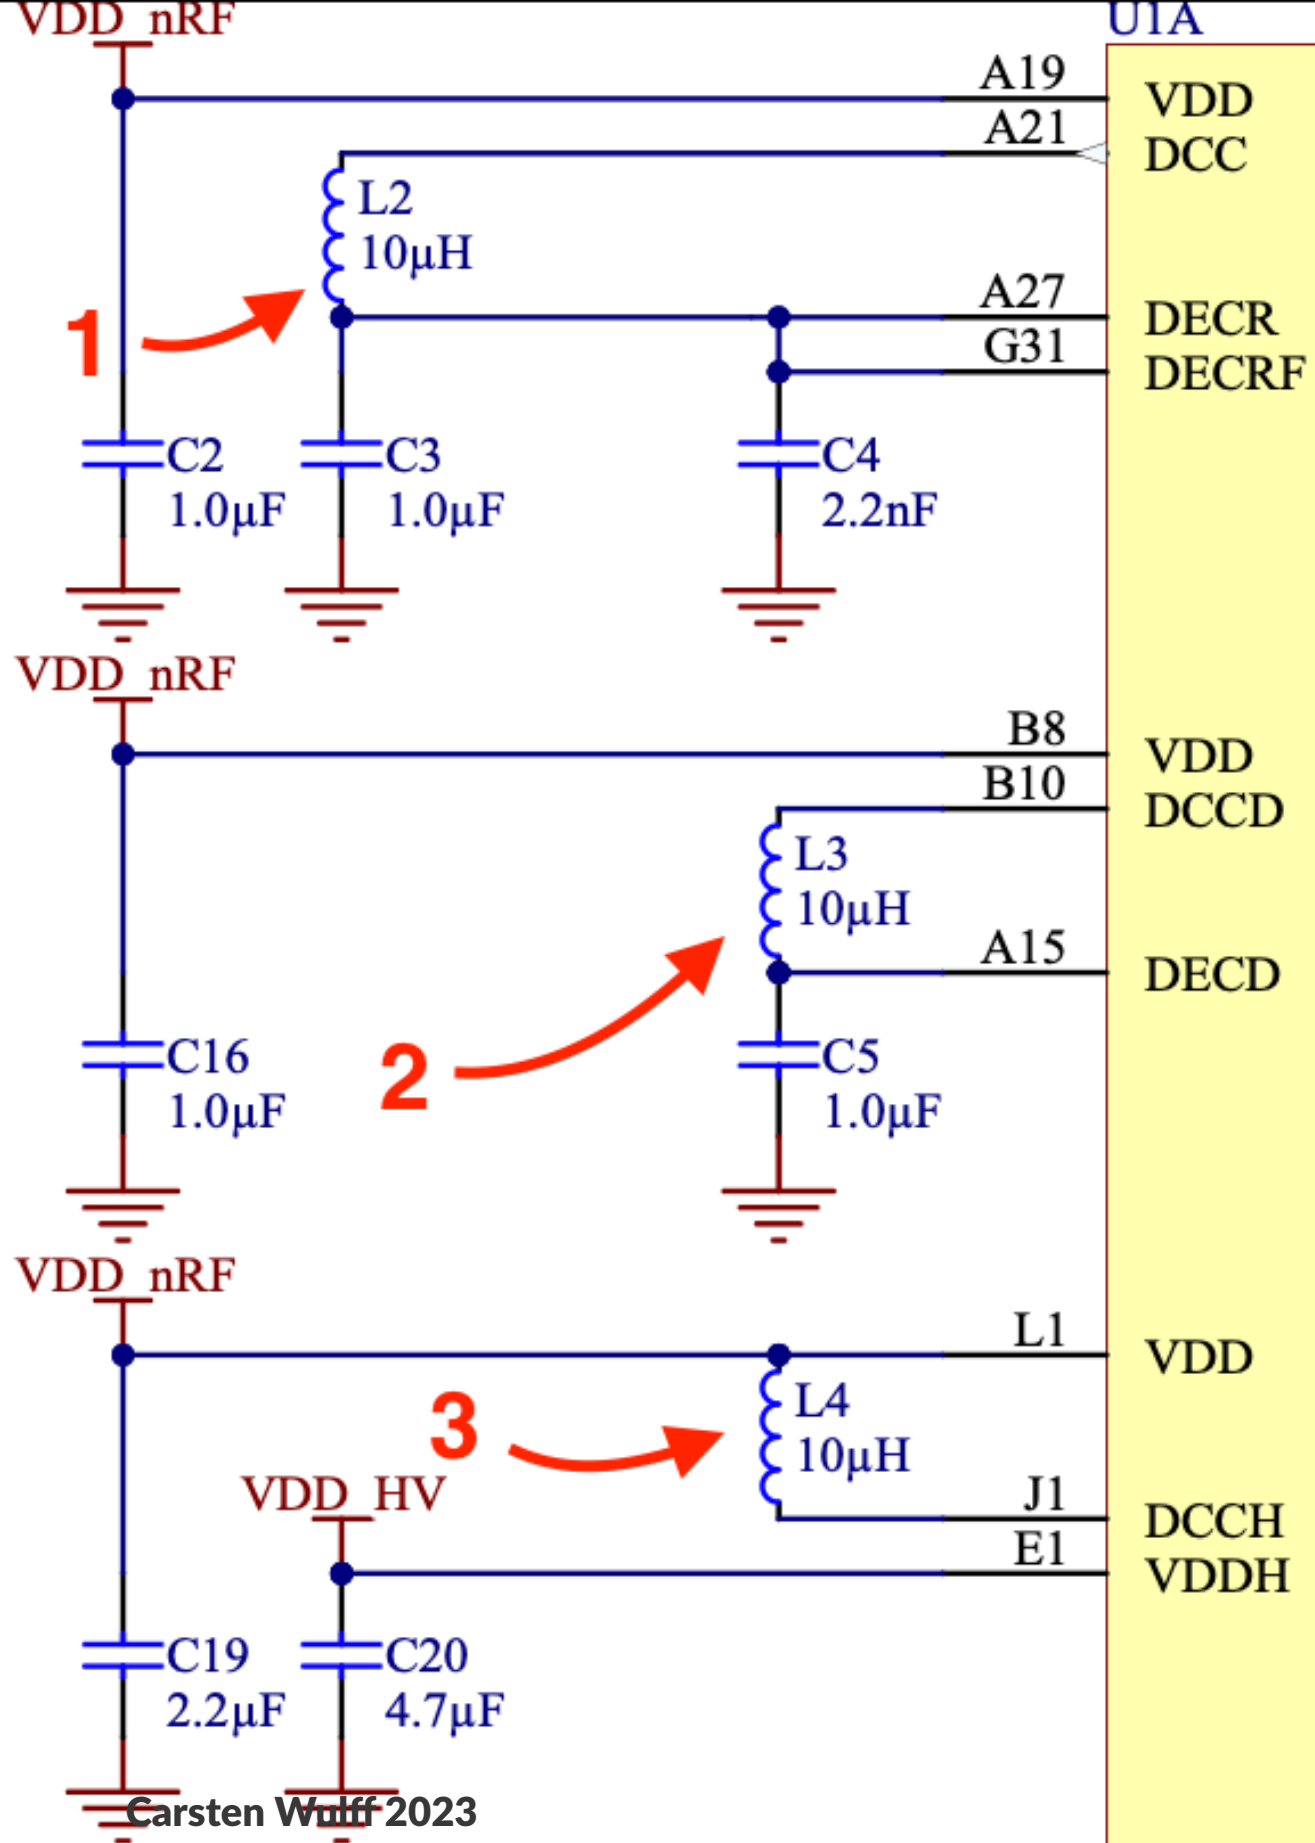 VDD_nRF
U1A
A19
VDD
A21
DCC
L2
10µH
A27
DECR
1
G31
DECRF
C2
1.0µF
C3
1.0µF
C4
2.2nF
VDD_nRF
B8
VDD
B10
DCCD
L3
10µH
A15
DECD
2
C16
1.0µF
C5
1.0µF
VDD_nRF
L1
VDD
L4
10µH
3
VDD_HV
J1
DCCH
E1
VDDH
C19
2.2µF
C20
4.7µF
Carsten Wulff 2023